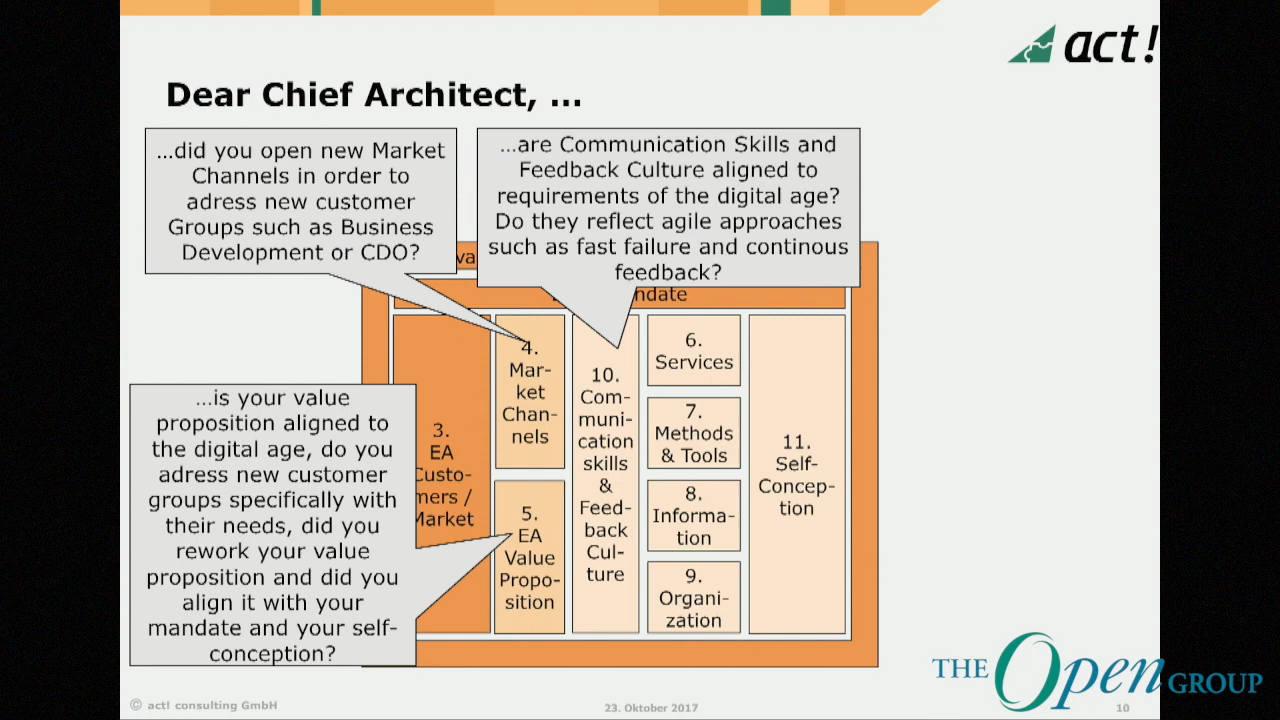 act!
Dear Chief Architect, ...
...did you open new Market
Channels in order to
adress new customer
Groups such as Business
Development or CDO?
...are Communication Skills and
Feedback Culture aligned to
requirements of the digital age?
Do they reflect agile approaches
such as fast failure and continous
feedback?
...is your value
proposition aligned to
the digital age, do you
adress new customer
groups specifically with
their needs, did you
rework your value
proposition and did you
align it with your
mandate and your self-
conception?
3.
EA
Custo-
mers /
Market
4.
Mar-
ket
Chan-
nels
5.
EA
Value
Propo-
sition
10.
Com-
muni-
cation
skills
&
Feed-
back
Cul-
ture
6.
Services
7.
Methods
& Tools
8.
Informa-
tion
9.
Organi-
zation
11.
Self-
Concep-
tion
THE Open GROUP
© act! consulting GmbH
23. Oktober 2017
10